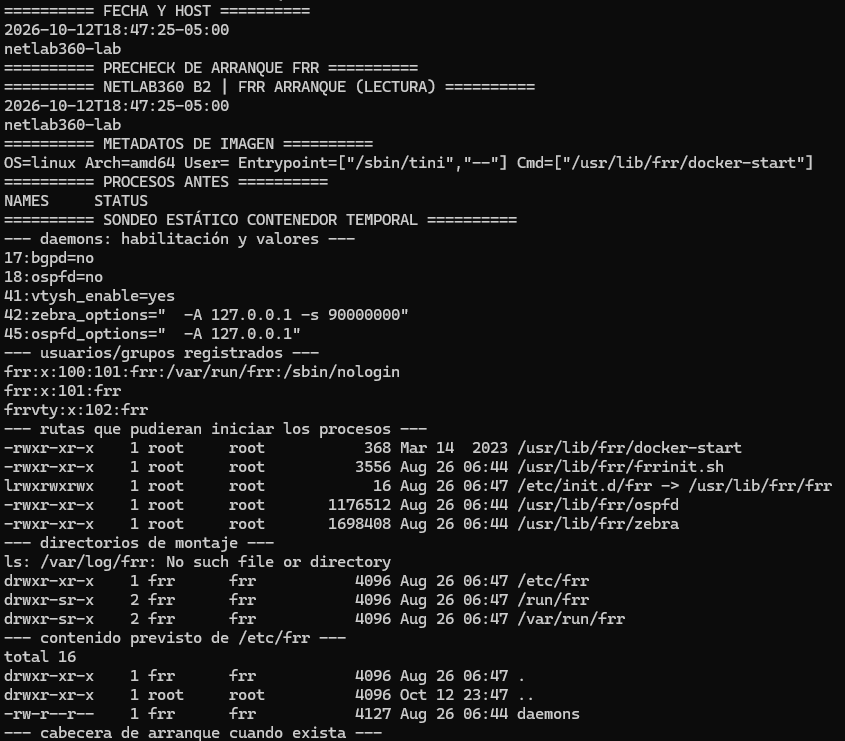 ========== FECHA Y HOST ==========
2026-10-12T18:47:25-05:00
netlab360-lab
========== PRECHECK DE ARRANQUE FRR ==========
========== NETLAB360 B2 | FRR ARRANQUE (LECTURA) ==========
2026-10-12T18:47:25-05:00
netlab360-lab
========== METADATOS DE IMAGEN ==========
OS=linux Arch=amd64 User= Entrypoint=["/sbin/tini","--"] Cmd=["/usr/lib/frr/docker-start"]
========== PROCESOS ANTES ==========
NAMES     STATUS
========== SONDEO ESTÁTICO CONTENEDOR TEMPORAL ==========
--- daemons: habilitación y valores ---
17:bgpd=no
18:ospfd=no
41:vtysh_enable=yes
42:zebra_options="  -A 127.0.0.1 -s 90000000"
45:ospfd_options="  -A 127.0.0.1"
--- usuarios/grupos registrados ---
frr:x:100:101:frr:/var/run/frr:/sbin/nologin
frr:x:101:frr
frrvty:x:102:frr
--- rutas que pudieran iniciar los procesos ---
-rwxr-xr-x    1 root     root           368 Mar 14  2023 /usr/lib/frr/docker-start
-rwxr-xr-x    1 root     root          3556 Aug 26 06:44 /usr/lib/frr/frrinit.sh
lrwxrwxrwx    1 root     root            16 Aug 26 06:47 /etc/init.d/frr -> /usr/lib/frr/frr
-rwxr-xr-x    1 root     root       1176512 Aug 26 06:44 /usr/lib/frr/ospfd
-rwxr-xr-x    1 root     root       1698408 Aug 26 06:44 /usr/lib/frr/zebra
--- directorios de montaje ---
ls: /var/log/frr: No such file or directory
drwxr-xr-x    1 frr      frr           4096 Aug 26 06:47 /etc/frr
drwxr-sr-x    2 frr      frr           4096 Aug 26 06:47 /run/frr
drwxr-sr-x    2 frr      frr           4096 Aug 26 06:47 /var/run/frr
--- contenido previsto de /etc/frr ---
total 16
drwxr-xr-x    1 frr      frr           4096 Aug 26 06:47 .
drwxr-xr-x    1 root     root          4096 Oct 12 23:47 ..
-rw-r--r--    1 frr      frr           4127 Aug 26 06:44 daemons
--- cabecera de arranque cuando exista ---